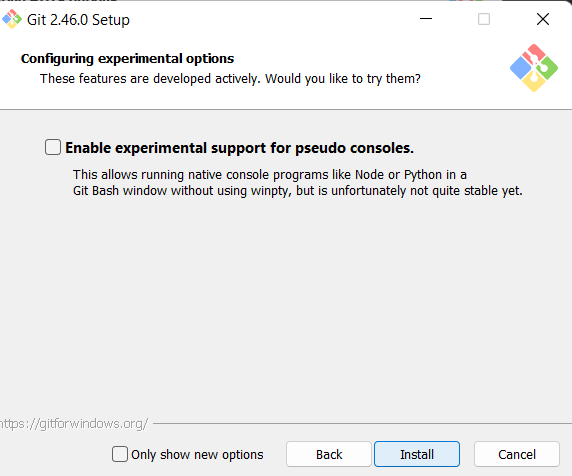 Git 2.46.0 Setup
Configuring experimental options
These features are developed actively. Would you like to try them?
Enable experimental support for pseudo consoles.
This allows running native console programs like Node or Python in a
Git Bash window without using winpty, but is unfortunately not quite stable yet.
https://gitforwindows.org/
Only show new options
Back
Install
Cancel